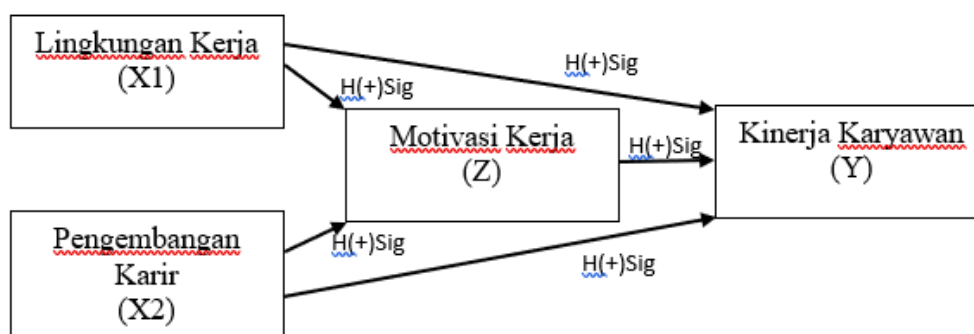 Lingkungan Kerja
(X1)
H(+)Sig
H(+)Sig
Motivasi Kerja
(Z)
H(+)Sig
Kinerja Karyawan
(Y)
Pengembangan
Karir
(X2)
H(+)Sig
H(+)Sig